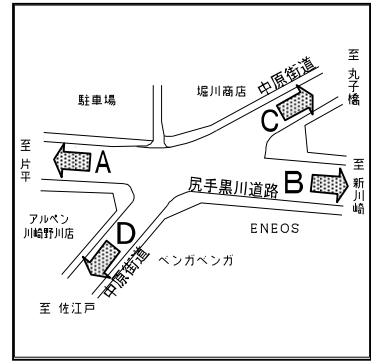 至 丸子橋
中原街道
堀川商店
駐車場
C
至 片平
A
至 新川崎
B
尻手黒川道路
アルペン
川崎野川店
D
ENEOS
中原街道
ベンガベンガ
至 佐江戸